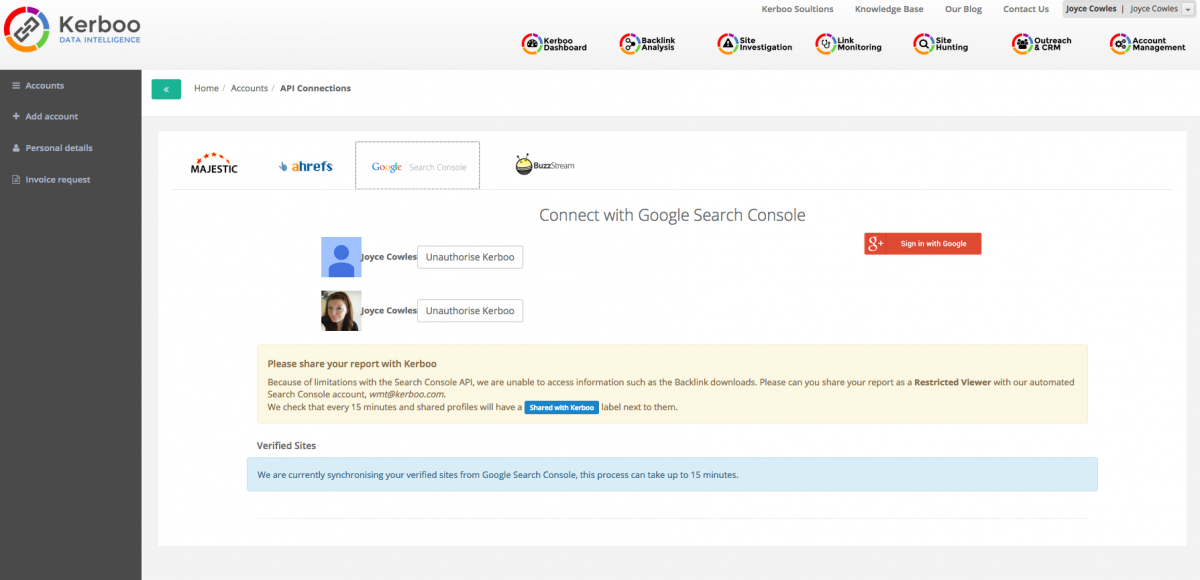 Kerboo
DATA INTELLIGENCE
Kerboo Soultions Knowledge Base Our Blog Contact Us Joyce Cowles | Joyce Cowles
Kerboo Dashboard
Backlink Analysis
Site Investigation
Link Monitoring
Site Hunting
Outreach & CRM
Account Management
Accounts
Add account
Personal details
Invoice request
« Home / Accounts / API Connections
MAJESTIC
ahrefs
Google Search Console
BuzzStream
Connect with Google Search Console
Joyce Cowles Unauthorise Kerboo
g+ Sign in with Google
Joyce Cowles Unauthorise Kerboo
Please share your report with Kerboo
Because of limitations with the Search Console API, we are unable to access information such as the Backlink downloads. Please can you share your report as a Restricted Viewer with our automated
Search Console account, wmt@kerboo.com.
We check that every 15 minutes and shared profiles will have a Shared with Kerboo label next to them.
Verified Sites
We are currently synchronising your verified sites from Google Search Console, this process can take up to 15 minutes.